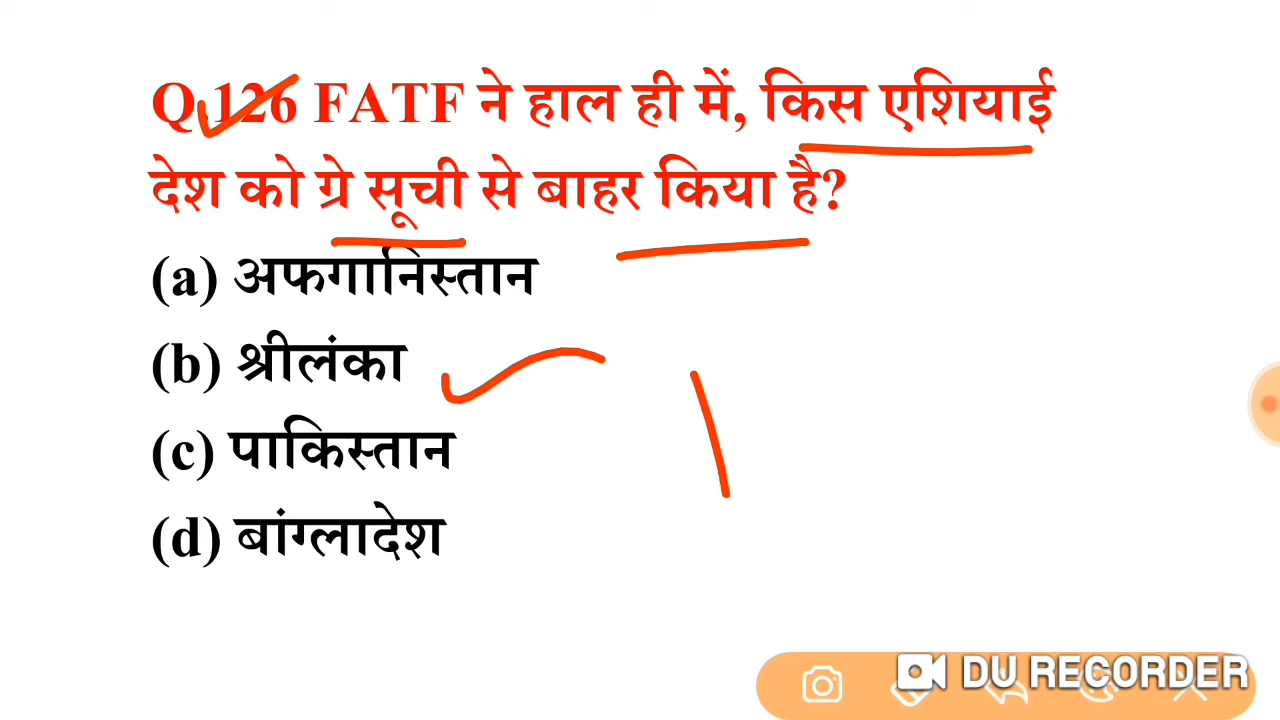 Q.126 FATF ने हाल ही में, किस एशियाई
देश को ग्रे सूची से बाहर किया है?
(a) अफगानिस्तान
(b) श्रीलंका
(c) पाकिस्तान
(d) बांग्लादेश
DU RECORDER